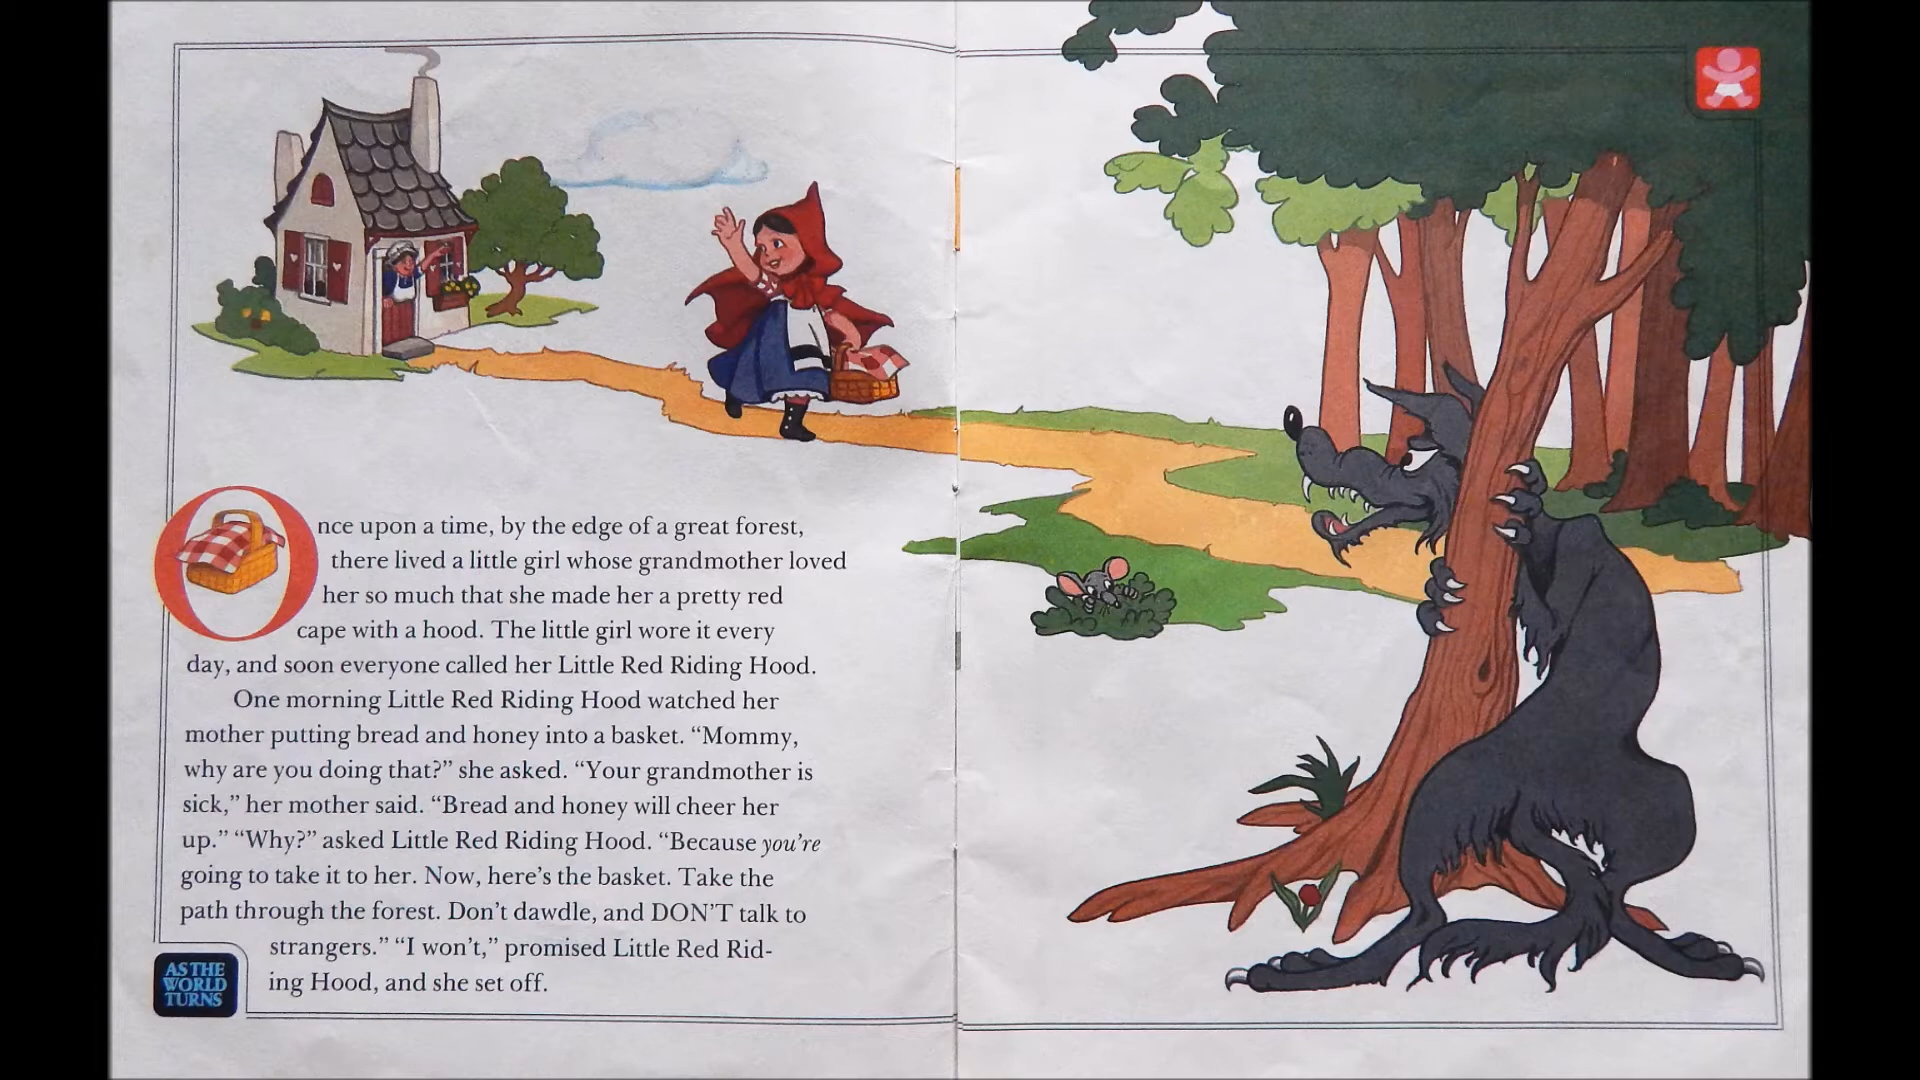 Once upon a time, by the edge of a great forest,
there lived a little girl whose grandmother loved
her so much that she made her a pretty red
cape with a hood. The little girl wore it every
day, and soon everyone called her Little Red Riding Hood.
One morning Little Red Riding Hood watched her
mother putting bread and honey into a basket. “Mommy,
why are you doing that?” she asked. “Your grandmother is
sick,” her mother said. “Bread and honey will cheer her
up.” “Why?” asked Little Red Riding Hood. “Because you’re
going to take it to her. Now, here’s the basket. Take the
path through the forest. Don’t dawdle, and DON’T talk to
strangers.” “I won’t,” promised Little Red Rid-
ing Hood, and she set off.
AS THE
WORLD
TURNS